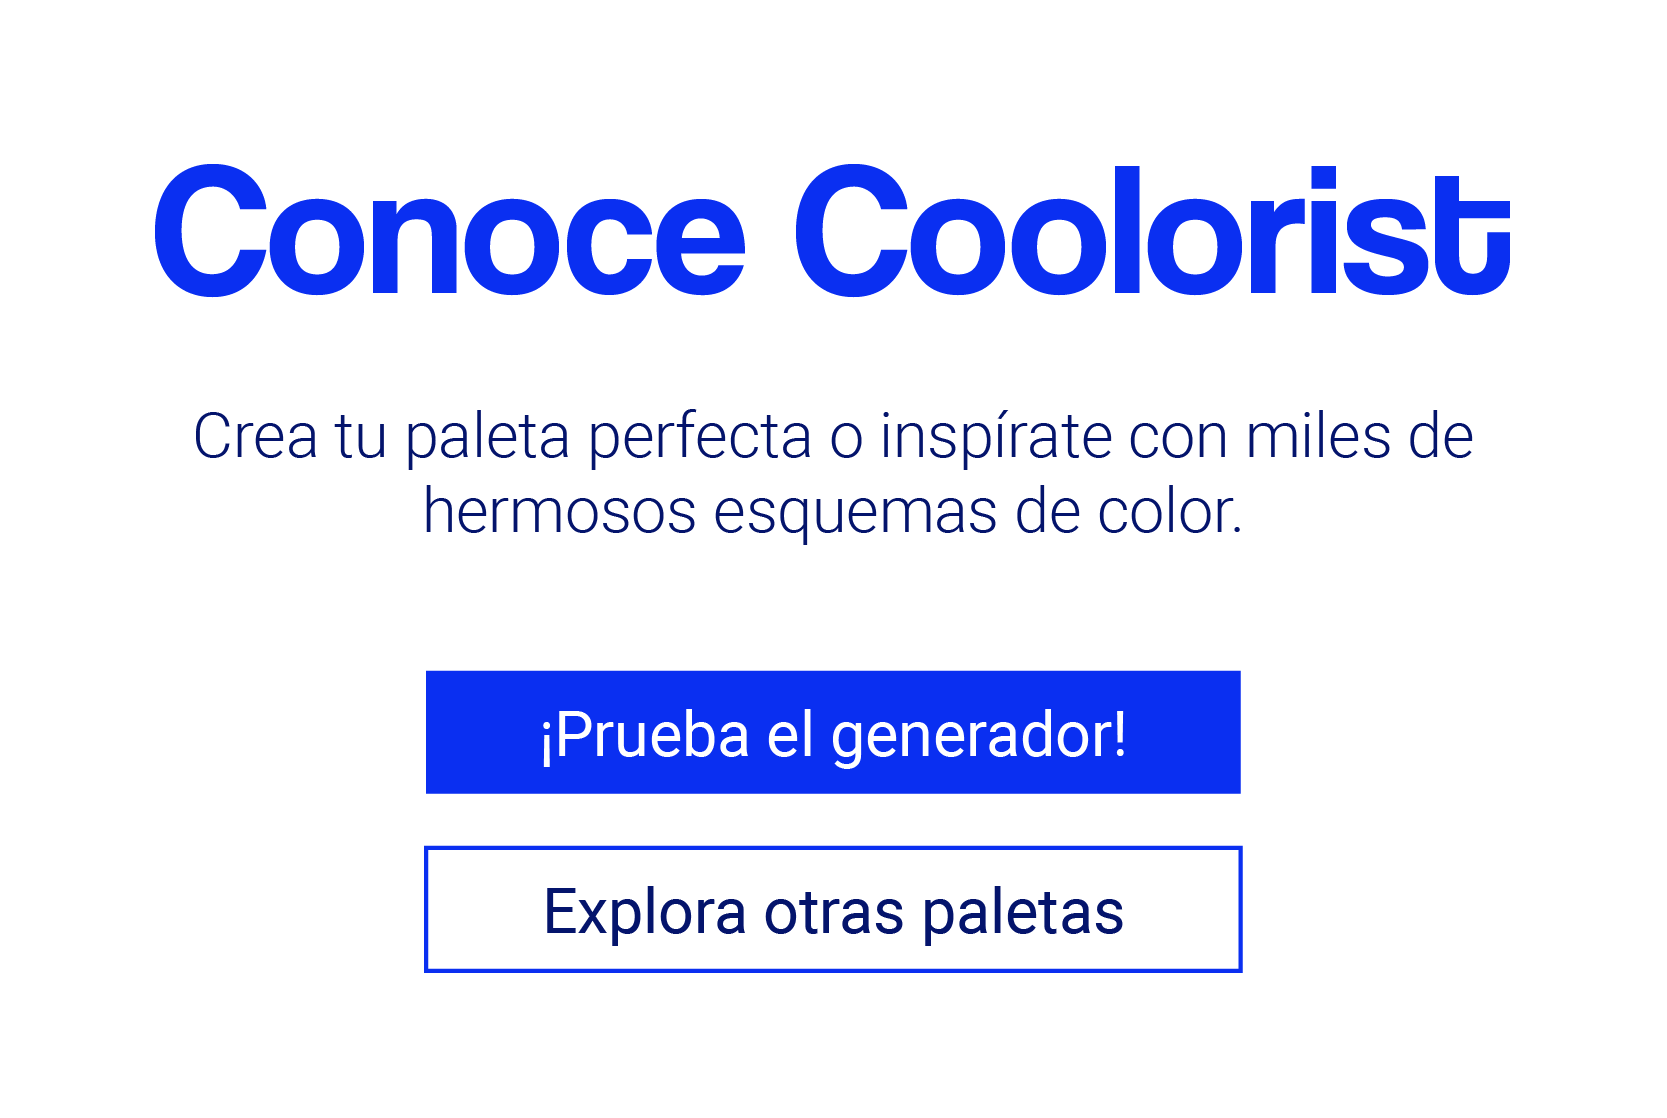 Conoce Coolorist
Crea tu paleta perfecta o inspírate con miles de
hermosos esquemas de color.
¡Prueba el generador!
Explora otras paletas